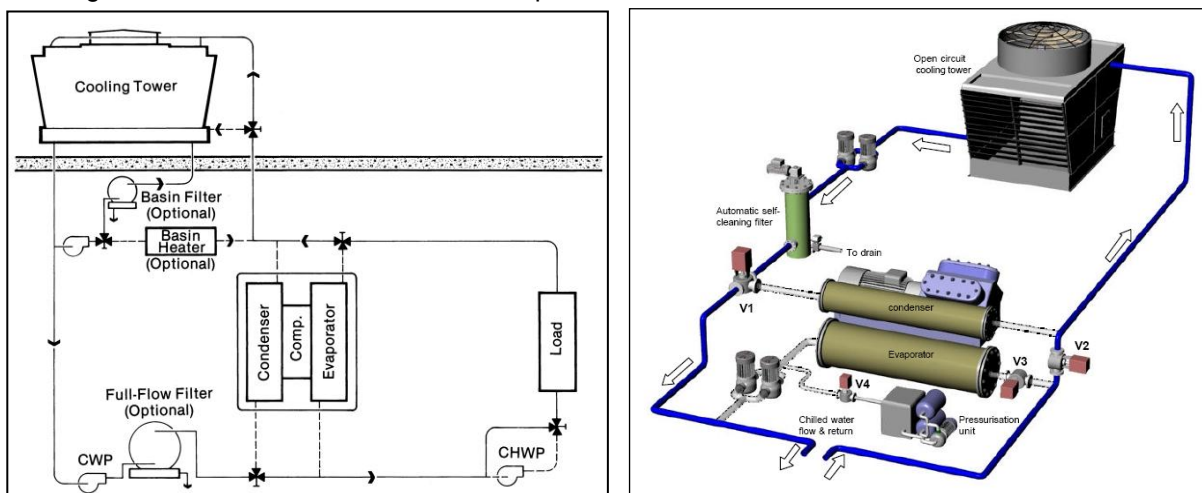 Cooling Tower
Basin Filter
(Optional)
Basin
Heater
(Optional)
Condenser
Comp.
Evaporator
Load
Full-Flow Filter
(Optional)
CWP
CHWP
Open circuit
cooling tower
Automatic self-
cleaning filter
To drain
V1
condenser
Evaporator
V3
V2
V4
Chilled water
flow & return
Pressurisation
unit